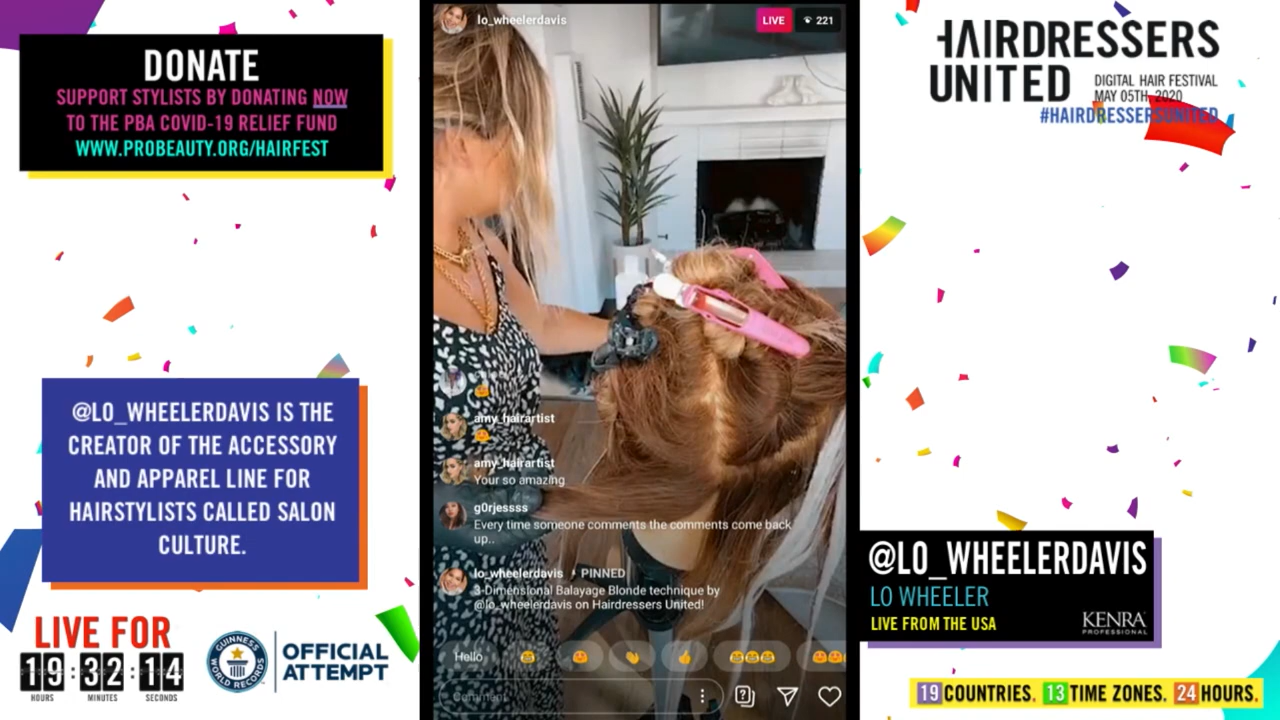 DONATE
SUPPORT STYLISTS BY DONATING NOW
TO THE PBA COVID-19 RELIEF FUND
WWW.PROBEAUTY.ORG/HAIRFEST
@LO_WHEELERDAVIS IS THE
CREATOR OF THE ACCESSORY
AND APPAREL LINE FOR
HAIRSTYLISTS CALLED SALON
CULTURE.
LIVE FOR
19:32:14
HOURS MINUTES SECONDS
GUINNESS WORLD RECORDS
OFFICIAL
ATTEMPT
lo_wheelerdavis
LIVE
221
amy_hairartist
amy_hairartist
Your so amazing
g0rjessss
Every time someone comments the comments come back
up..
lo_wheelerdavis PINNED
3-Dimensional Balayage Blonde technique by
@lo_wheelerdavis on Hairdressers United!
Hello
Comment
HAIRDRESSERS
UNITED
DIGITAL HAIR FESTIVAL
MAY 05TH, 2020
#HAIRDRESSERSUNITED
@LO_WHEELERDAVIS
LO WHEELER
LIVE FROM THE USA
KENRA
PROFESSIONAL
19 COUNTRIES. 13 TIME ZONES. 24 HOURS.